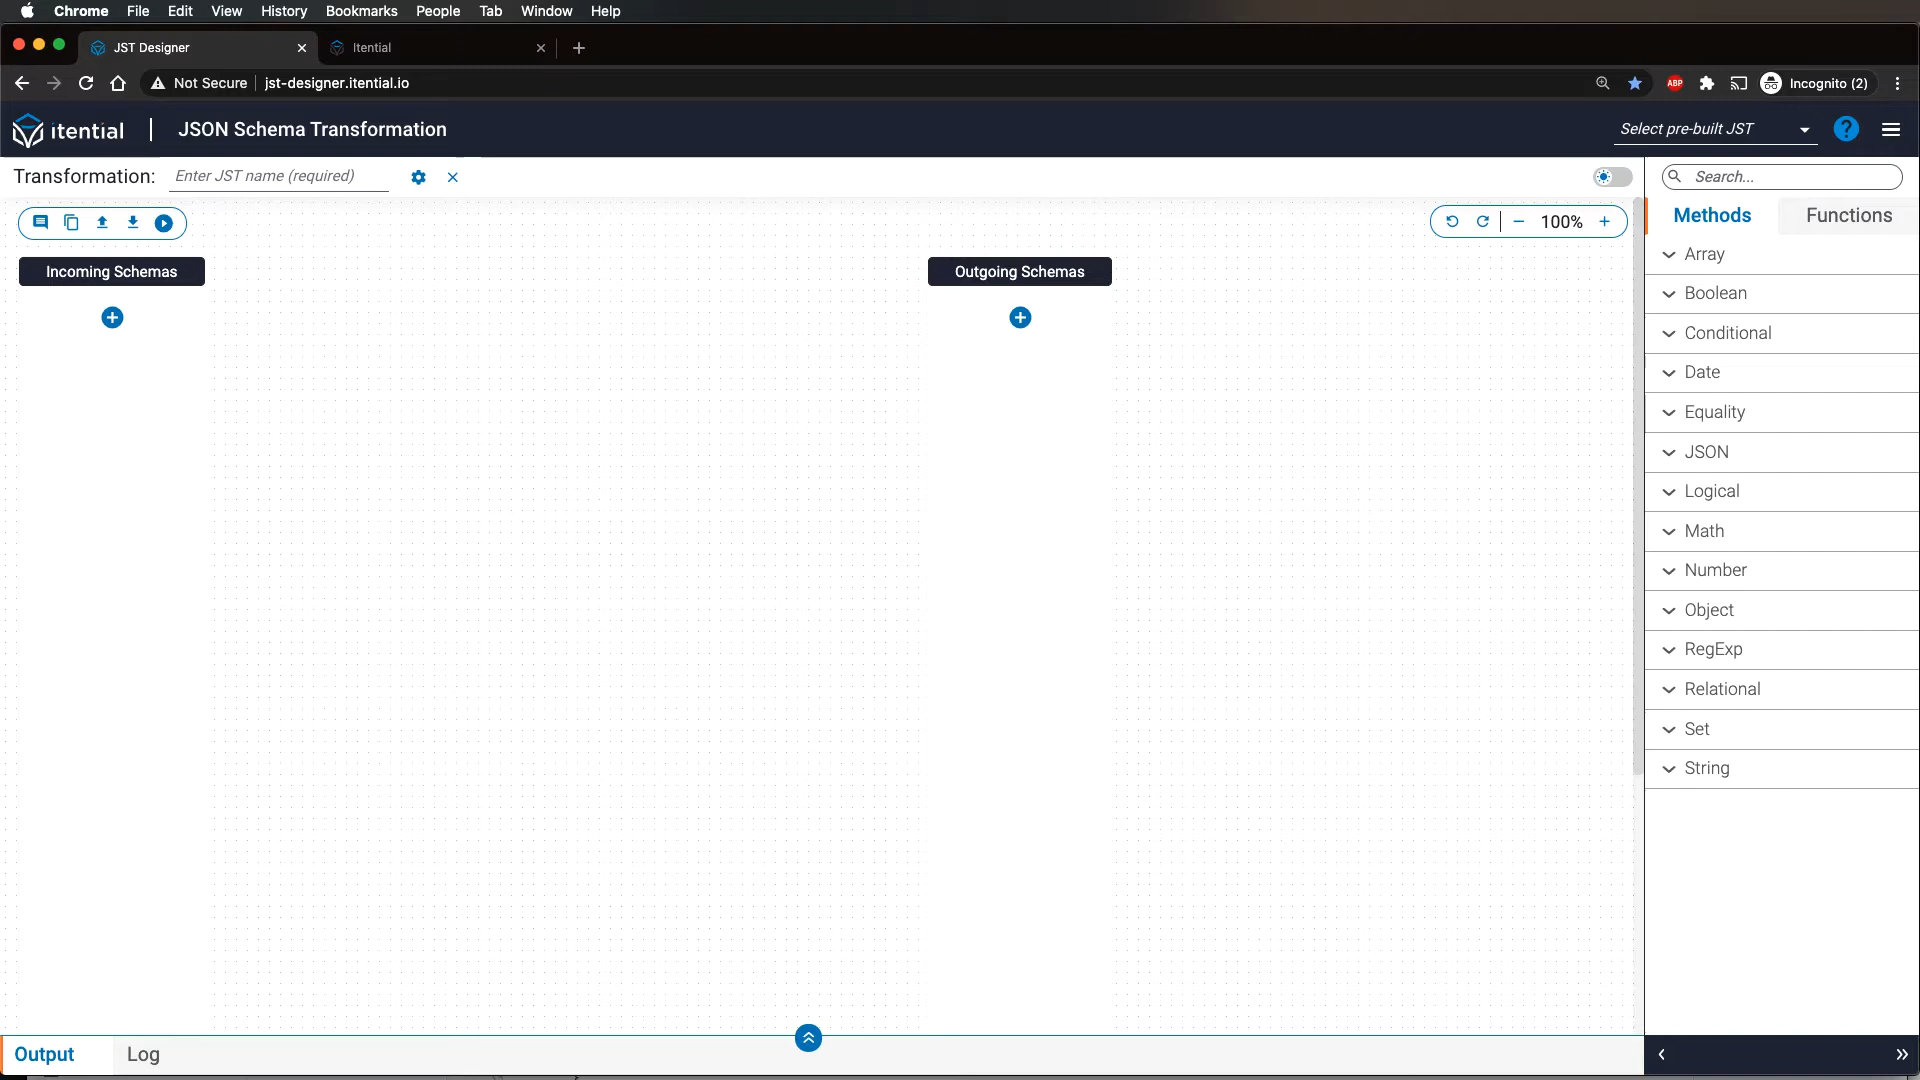 Chrome File Edit View History Bookmarks People Tab Window Help
JST Designer
Itential
Not Secure jst-designer.itential.io
ABP
Incognito (2)
itential | JSON Schema Transformation
Select pre-built JST
?
Transformation: Enter JST name (required)
Search...
100%
Methods Functions
Incoming Schemas
Outgoing Schemas
Array
Boolean
Conditional
Date
Equality
JSON
Logical
Math
Number
Object
RegExp
Relational
Set
String
Output Log